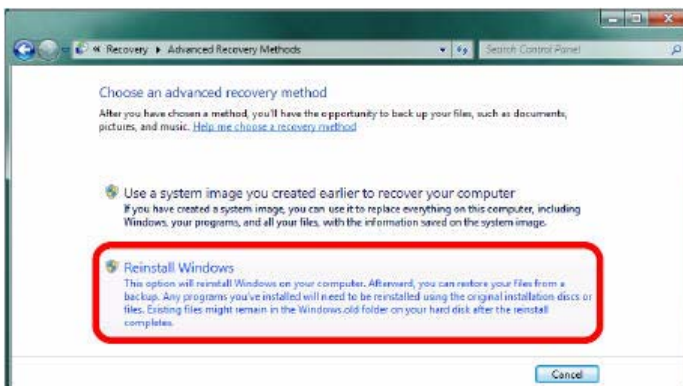 « Recovery ▸ Advanced Recovery Methods
Search Control Panel
Choose an advanced recovery method
After you have chosen a method, you'll have the opportunity to back up your files, such as documents,
pictures, and music. Help me choose a recovery method
Use a system image you created earlier to recover your computer
If you have created a system image, you can use it to replace everything on this computer, including
Windows, your programs, and all your files, with the information saved on the system image.
Reinstall Windows
This option will reinstall Windows on your computer. Afterward, you can restore your files from a
backup. Any programs you've installed will need to be reinstalled using the original installation discs or
files. Existing files might remain in the Windows.old folder on your hard disk after the reinstall
completes.
Cancel